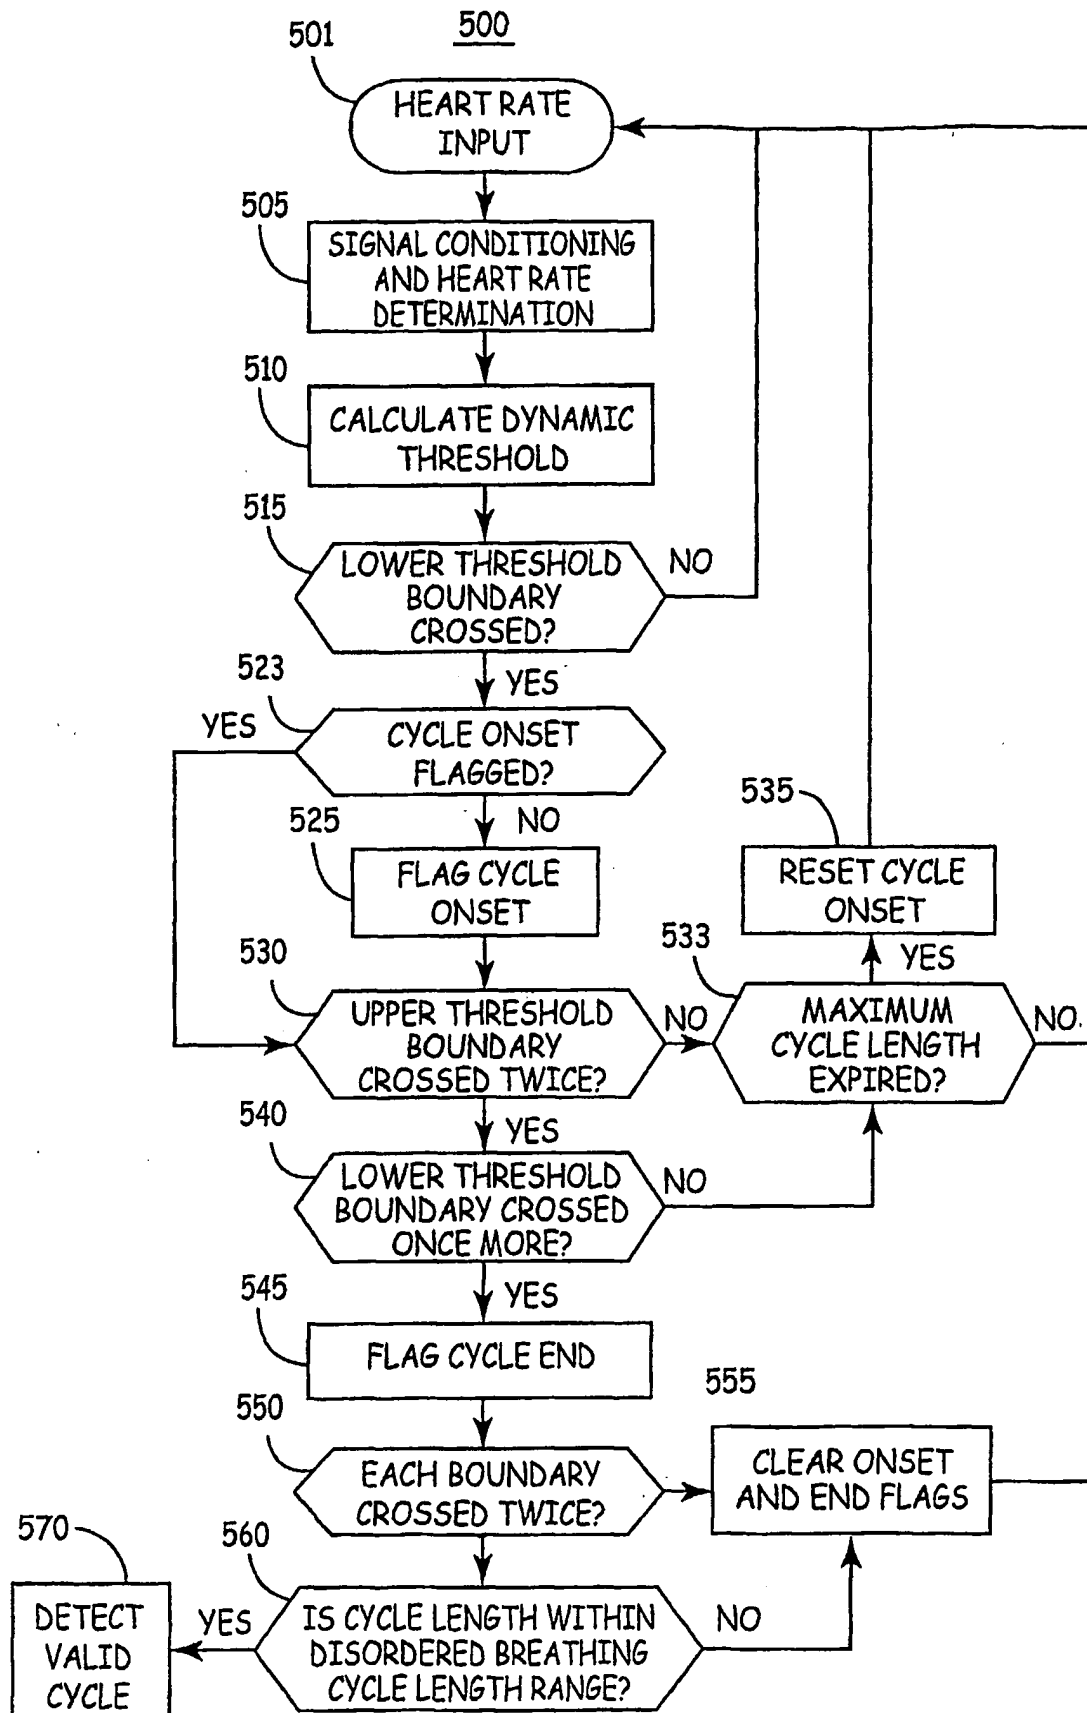 500
501
HEART RATE
INPUT
505
SIGNAL CONDITIONING
AND HEART RATE
DETERMINATION
510
CALCULATE DYNAMIC
THRESHOLD
515
LOWER THRESHOLD
BOUNDARY
CROSSED?
NO
YES
523
YES
CYCLE ONSET
FLAGGED?
NO
525
FLAG CYCLE
ONSET
535
RESET CYCLE
ONSET
YES
530
UPPER THRESHOLD
BOUNDARY
CROSSED TWICE?
NO
533
MAXIMUM
CYCLE LENGTH
EXPIRED?
NO.
YES
540
LOWER THRESHOLD
BOUNDARY CROSSED
ONCE MORE?
NO
YES
545
FLAG CYCLE END
550
EACH BOUNDARY
CROSSED TWICE?
555
CLEAR ONSET
AND END FLAGS
560
IS CYCLE LENGTH WITHIN
DISORDERED BREATHING
CYCLE LENGTH RANGE?
NO
YES
570
DETECT
VALID
CYCLE